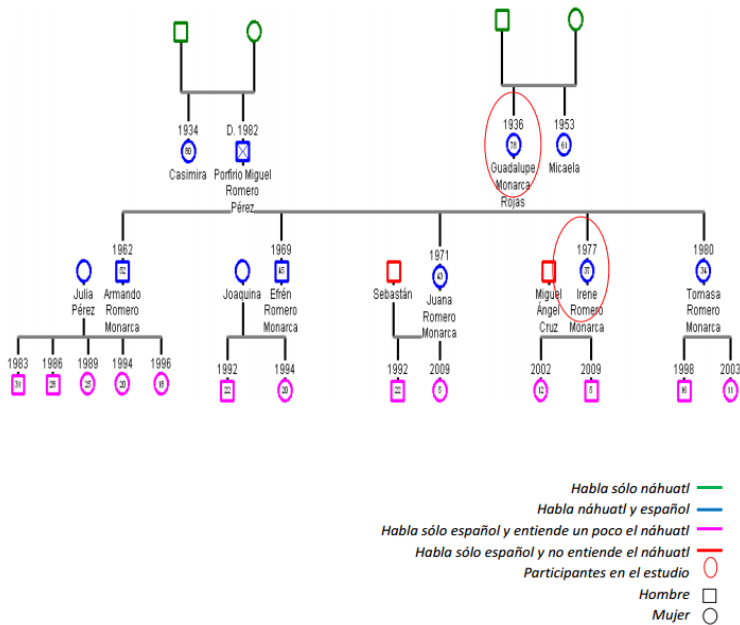 1934
D. 1982
1936
1953
80
78
61
Casimira
Porfirio Miguel
Romero
Pérez
Guadalupe
Monarca
Rojas
Micaela
1962
1969
1971
1977
1980
52
45
43
37
34
Julia
Pérez
Armando
Romero
Monarca
Joaquina
Efrén
Romero
Monarca
Sebastán
Juana
Romero
Monarca
Miguel
Ángel
Cruz
Irene
Romero
Monarca
Tomasa
Romero
Monarca
1983
1986
1989
1994
1996
1992
1994
1992
2009
2002
2009
1998
2003
31
28
25
20
18
22
20
22
5
12
5
16
11
Habla sólo náhuatl
Habla náhuatl y español
Habla sólo español y entiende un poco el náhuatl
Habla sólo español y no entiende el náhuatl
Participantes en el estudio
Hombre
Mujer